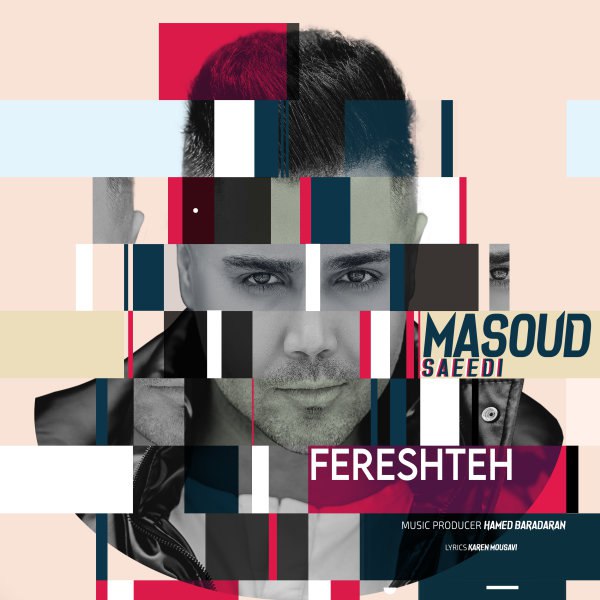 MASOUD
SAEEDI
FERESHTEH
MUSIC PRODUCER HAMED BARADARAN
LYRICS KAREN MOUSAVI